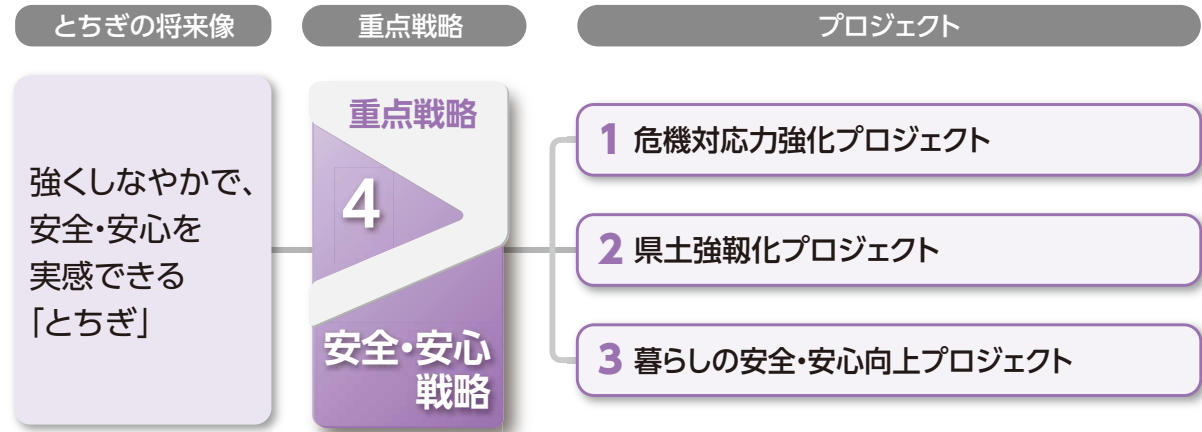 とちぎの将来像
重点戦略
プロジェクト
強くしなやかで、
安全・安心を
実感できる
「とちぎ」
重点戦略
4
安全・安心
戦略
1 危機対応力強化プロジェクト
2 県土強靱化プロジェクト
3 暮らしの安全・安心向上プロジェクト